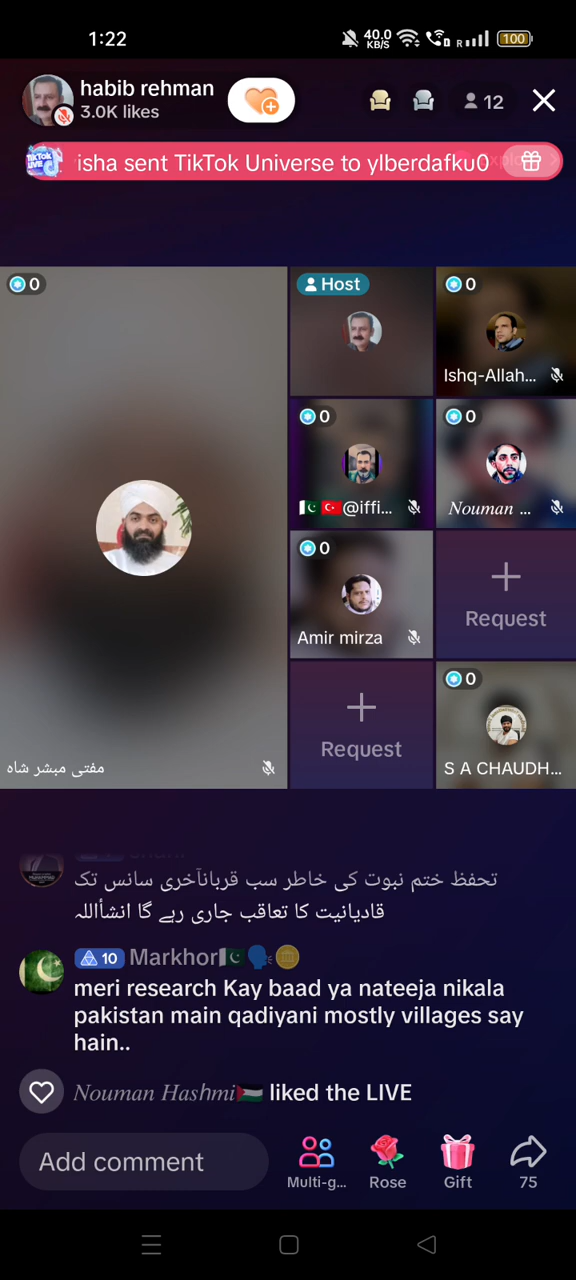 1:22
40.0
KB/S
R
100
habib rehman
3.0K likes
12
TikTok
LIVE
isha sent TikTok Universe to ylberdafku0
0
Host
0
Ishq-Allah...
0
@iffi...
0
Nouman ...
0
Amir mirza
Request
Request
0
S A CHAUDH...
مفتی مبشر شاہ
تحفظ ختم نبوت کی خاطر سب قربانآخری سانس تک
قادیانیت کا تعاقب جاری رہے گا انشأاللہ
10 Markhor
meri research Kay baad ya nateeja nikala
pakistan main qadiyani mostly villages say
hain..
Nouman Hashmi liked the LIVE
Add comment
Multi-g...
Rose
Gift
75